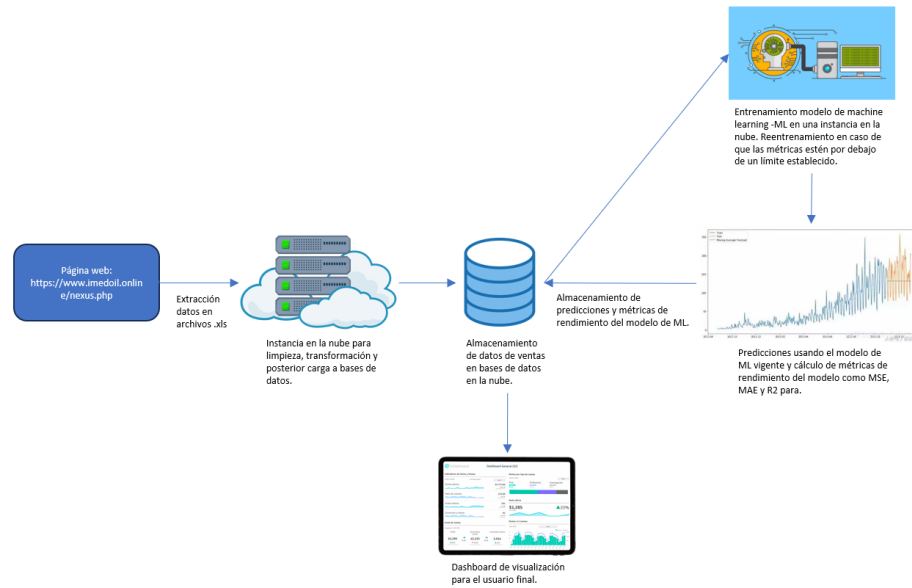 Entrenamiento modelo de machine
learning -ML en una instancia en la
nube. Reentrenamiento en caso de
que las métricas estén por debajo
de un límite establecido.
Página web:
https://www.imedoil.onlin
e/nexus.php
Extracción
datos en
archivos .xls
Instancia en la nube para
limpieza, transformación y
posterior carga a bases de
datos.
Almacenamiento
de datos de ventas
en bases de datos
en la nube.
Almacenamiento de
predicciones y métricas de
rendimiento del modelo de ML.
Predicciones usando el modelo de
ML vigente y cálculo de métricas de
rendimiento del modelo como MSE,
MAE y R2 para.
Dashboard de visualización
para el usuario final.